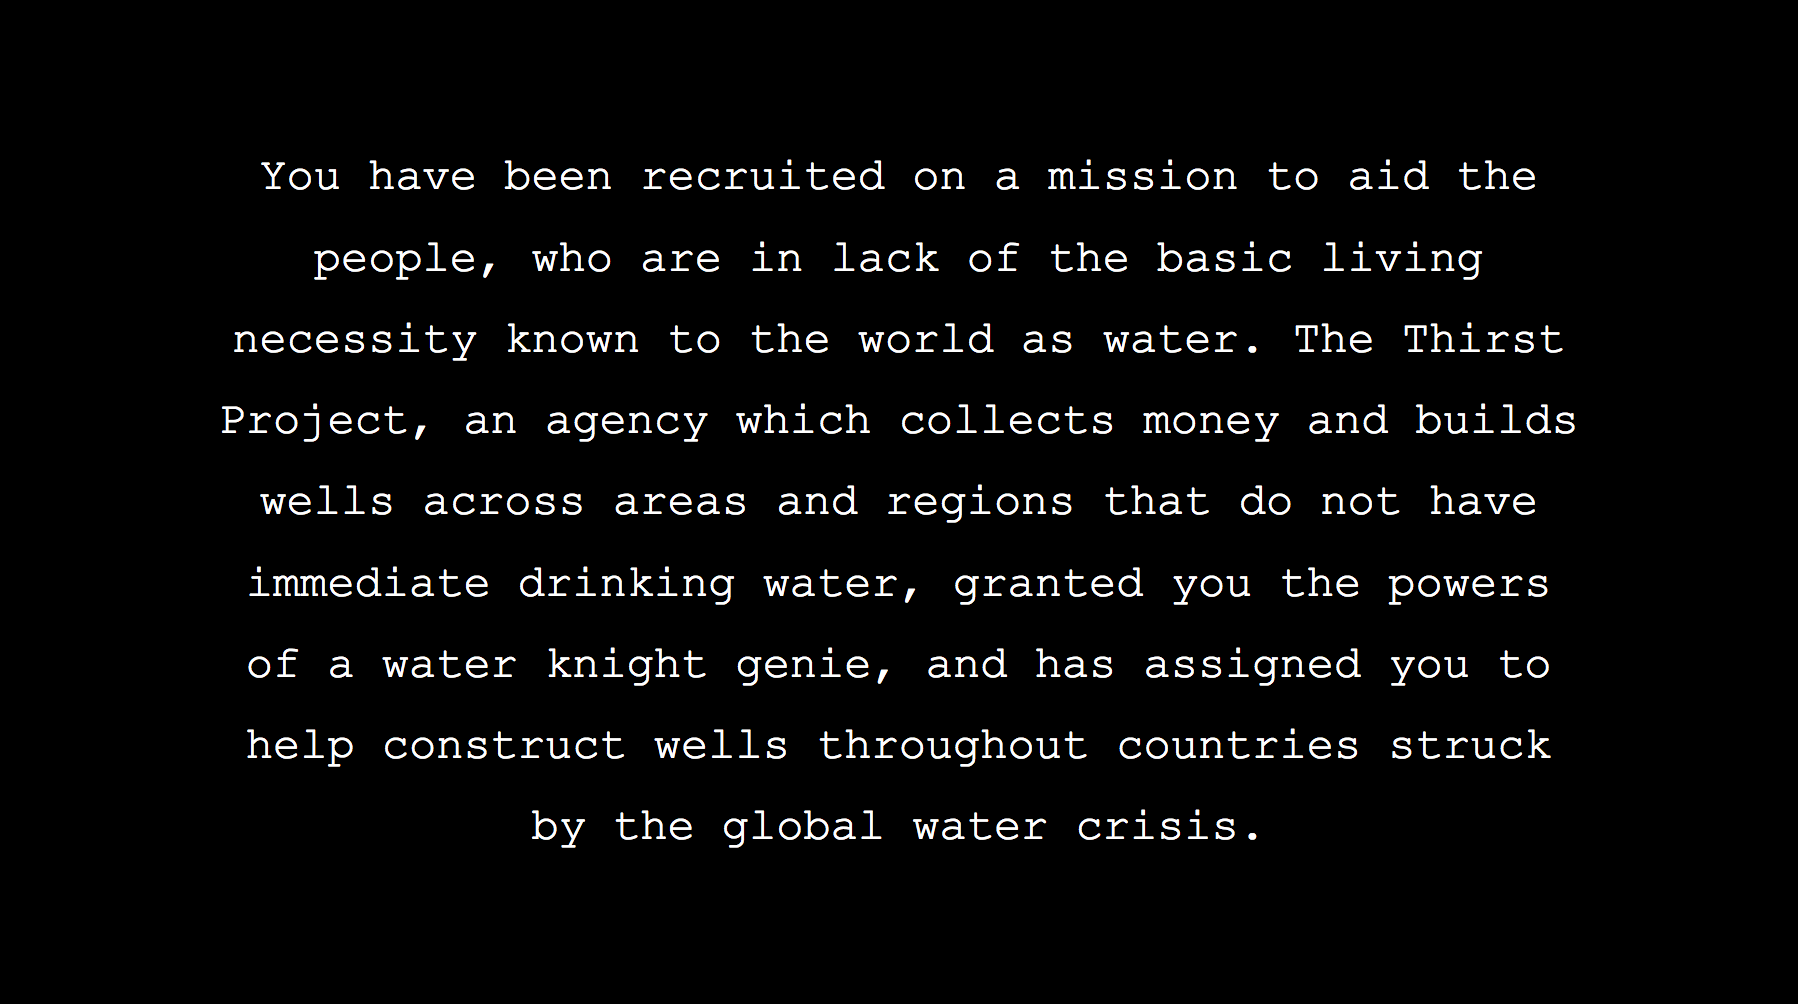 You have been recruited on a mission to aid the
people, who are in lack of the basic living
necessity known to the world as water. The Thirst
Project, an agency which collects money and builds
wells across areas and regions that do not have
immediate drinking water, granted you the powers
of a water knight genie, and has assigned you to
help construct wells throughout countries struck
by the global water crisis.